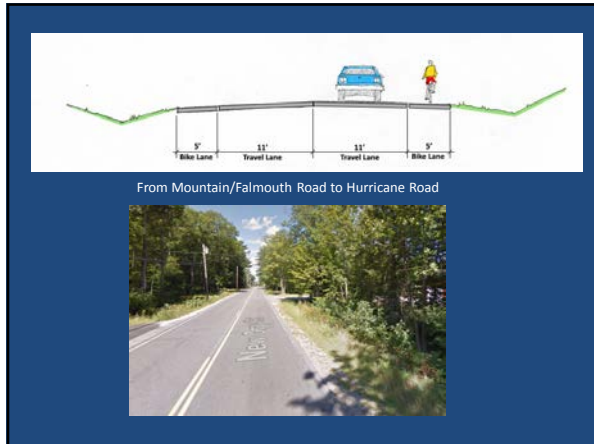 5' 11' 11' 5'
Bike Lane Travel Lane Travel Lane Bike Lane
From Mountain/Falmouth Road to Hurricane Road